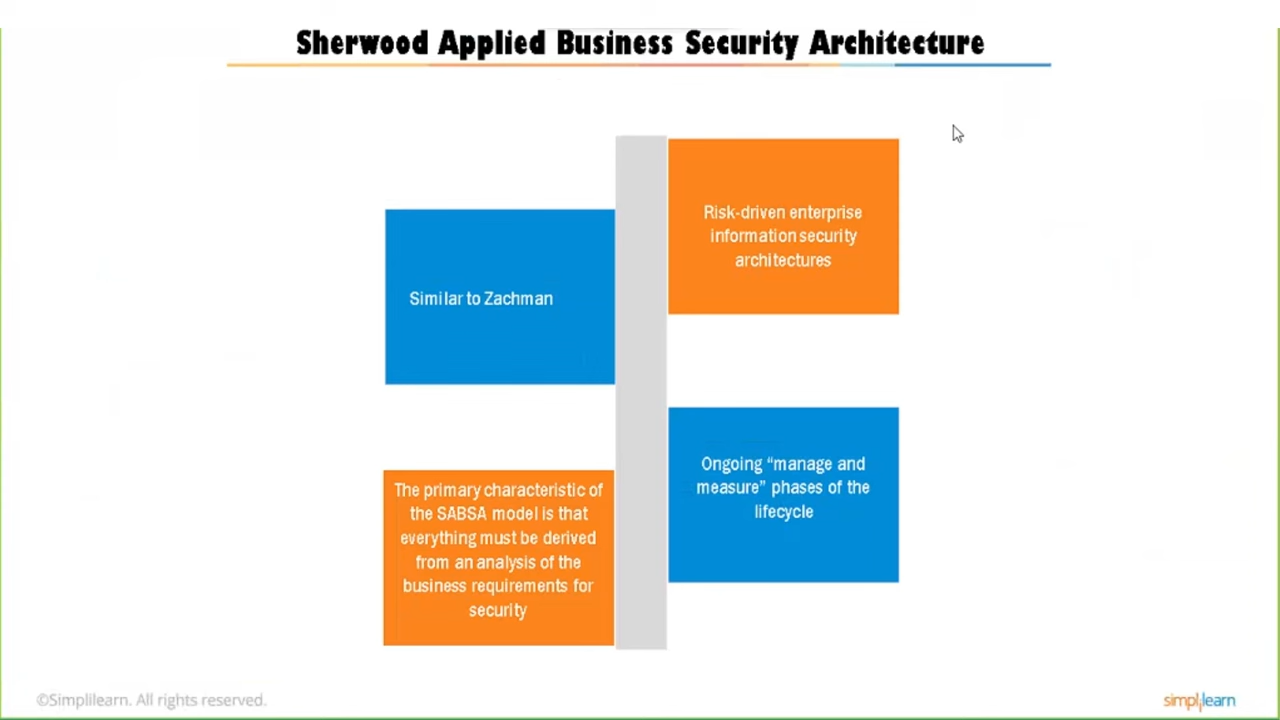 Sherwood Applied Business Security Architecture
Risk-driven enterprise
information security
architectures
Similar to Zachman
Ongoing “manage and
measure” phases of the
lifecycle
The primary characteristic of
the SABSA model is that
everything must be derived
from an analysis of the
business requirements for
security
©Simplilearn. All rights reserved.
simplilearn